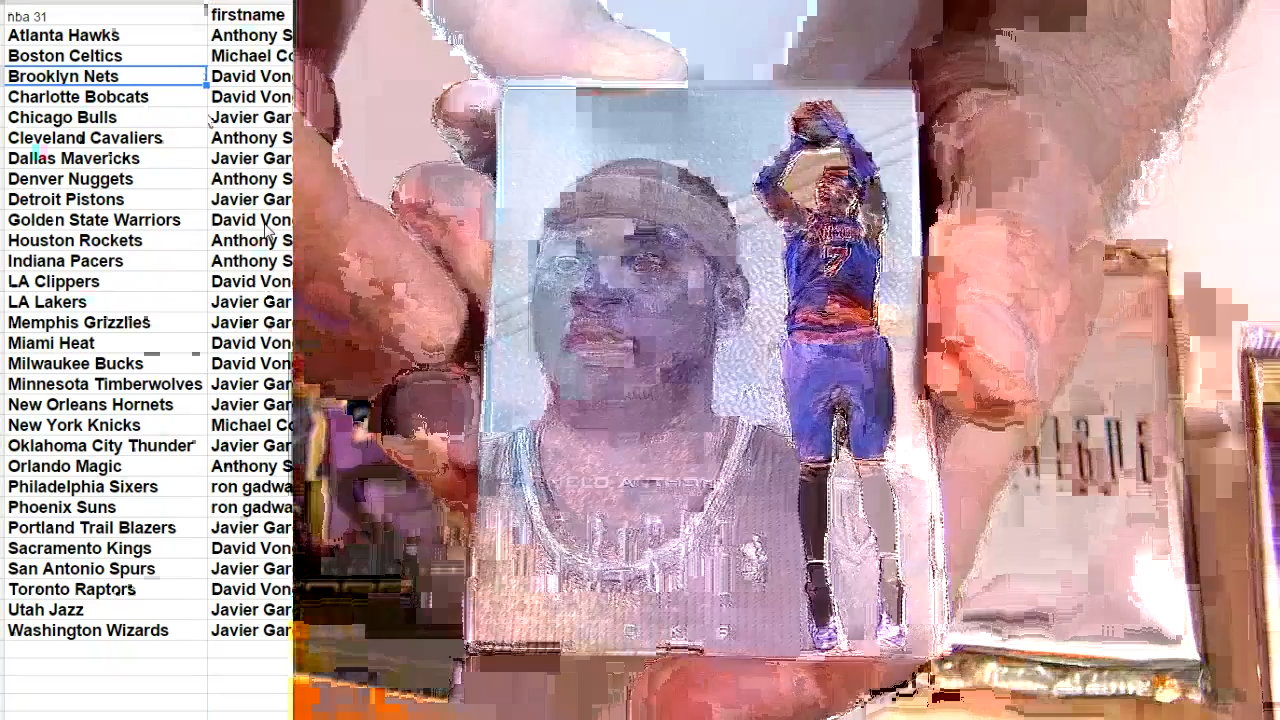 nba 31 firstname
Atlanta Hawks Anthony S
Boston Celtics Michael Co
Brooklyn Nets David Von
Charlotte Bobcats David Von
Chicago Bulls Javier Gar
Cleveland Cavaliers Anthony S
Dallas Mavericks Javier Gar
Denver Nuggets Anthony S
Detroit Pistons Javier Gar
Golden State Warriors David Von
Houston Rockets Anthony S
Indiana Pacers Anthony S
LA Clippers David Von
LA Lakers Javier Gar
Memphis Grizzlies Javier Gar
Miami Heat David Von
Milwaukee Bucks David Von
Minnesota Timberwolves Javier Gar
New Orleans Hornets Javier Gar
New York Knicks Michael Co
Oklahoma City Thunder Javier Gar
Orlando Magic Anthony S
Philadelphia Sixers ron gadwa
Phoenix Suns ron gadwa
Portland Trail Blazers Javier Gar
Sacramento Kings David Von
San Antonio Spurs Javier Gar
Toronto Raptors David Von
Utah Jazz Javier Gar
Washington Wizards Javier Gar
7